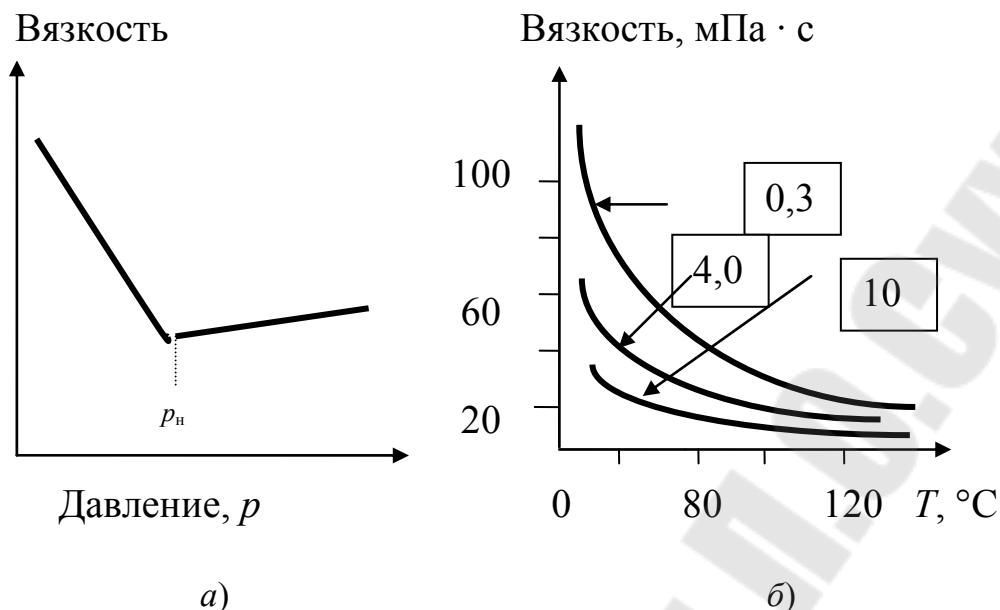 Вязкость
Давление, p
pн
а)
Вязкость, мПа · с
100
60
20
0,3
4,0
10
0 80 120 T, °С
б)